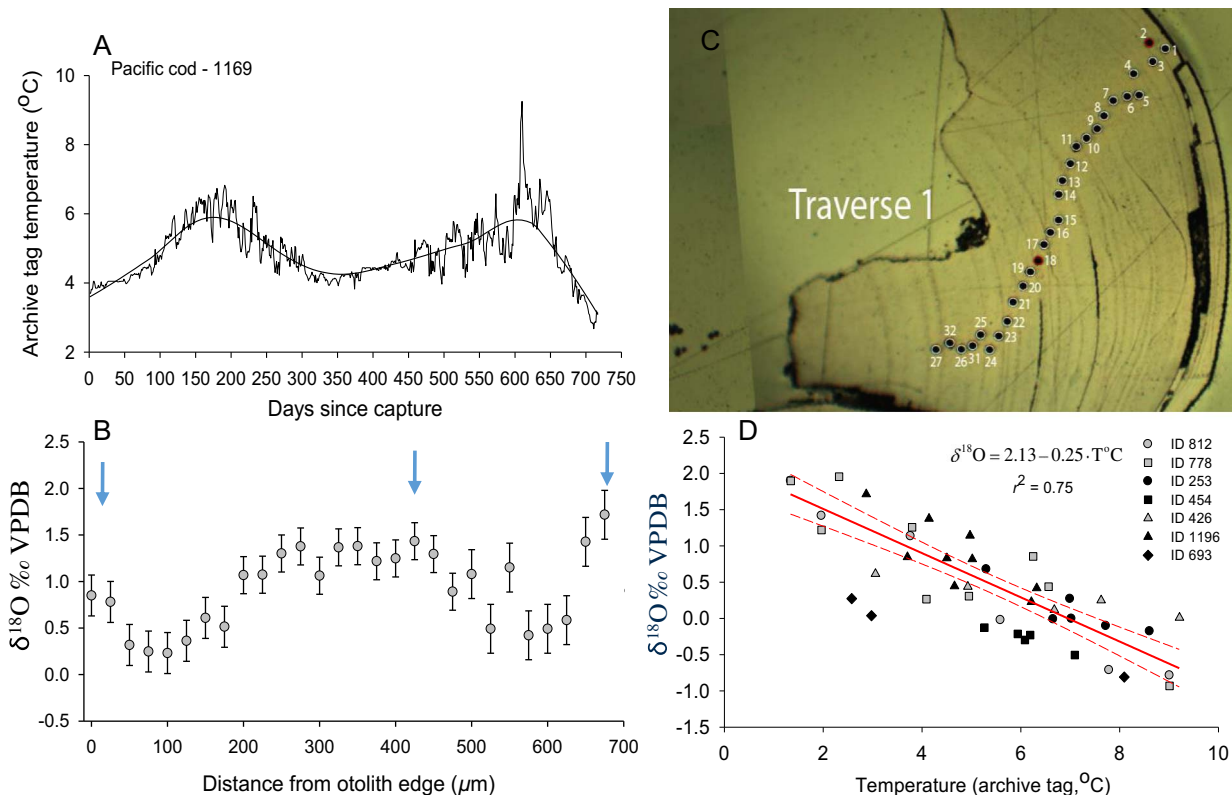 A
Pacific cod - 1169
Archive tag temperature (°C)
10
8
6
4
2
0 50 100 150 200 250 300 350 400 450 500 550 600 650 700 750
Days since capture
B
δ¹⁸O ‰ VPDB
2.5
2.0
1.5
1.0
0.5
0.0
-0.5
0 100 200 300 400 500 600 700
Distance from otolith edge (µm)
C
Traverse 1
1
2
3
4
5
6
7
8
9
10
11
12
13
14
15
16
17
18
19
20
21
22
23
24
25
31
26
32
27
D
δ¹⁸O ‰ VPDB
2.5
2.0
1.5
1.0
0.5
0.0
-0.5
-1.0
-1.5
δ¹⁸O = 2.13 – 0.25 · T°C
r² = 0.75
ID 812
ID 778
ID 253
ID 454
ID 426
ID 1196
ID 693
0 2 4 6 8 10
Temperature (archive tag,°C)